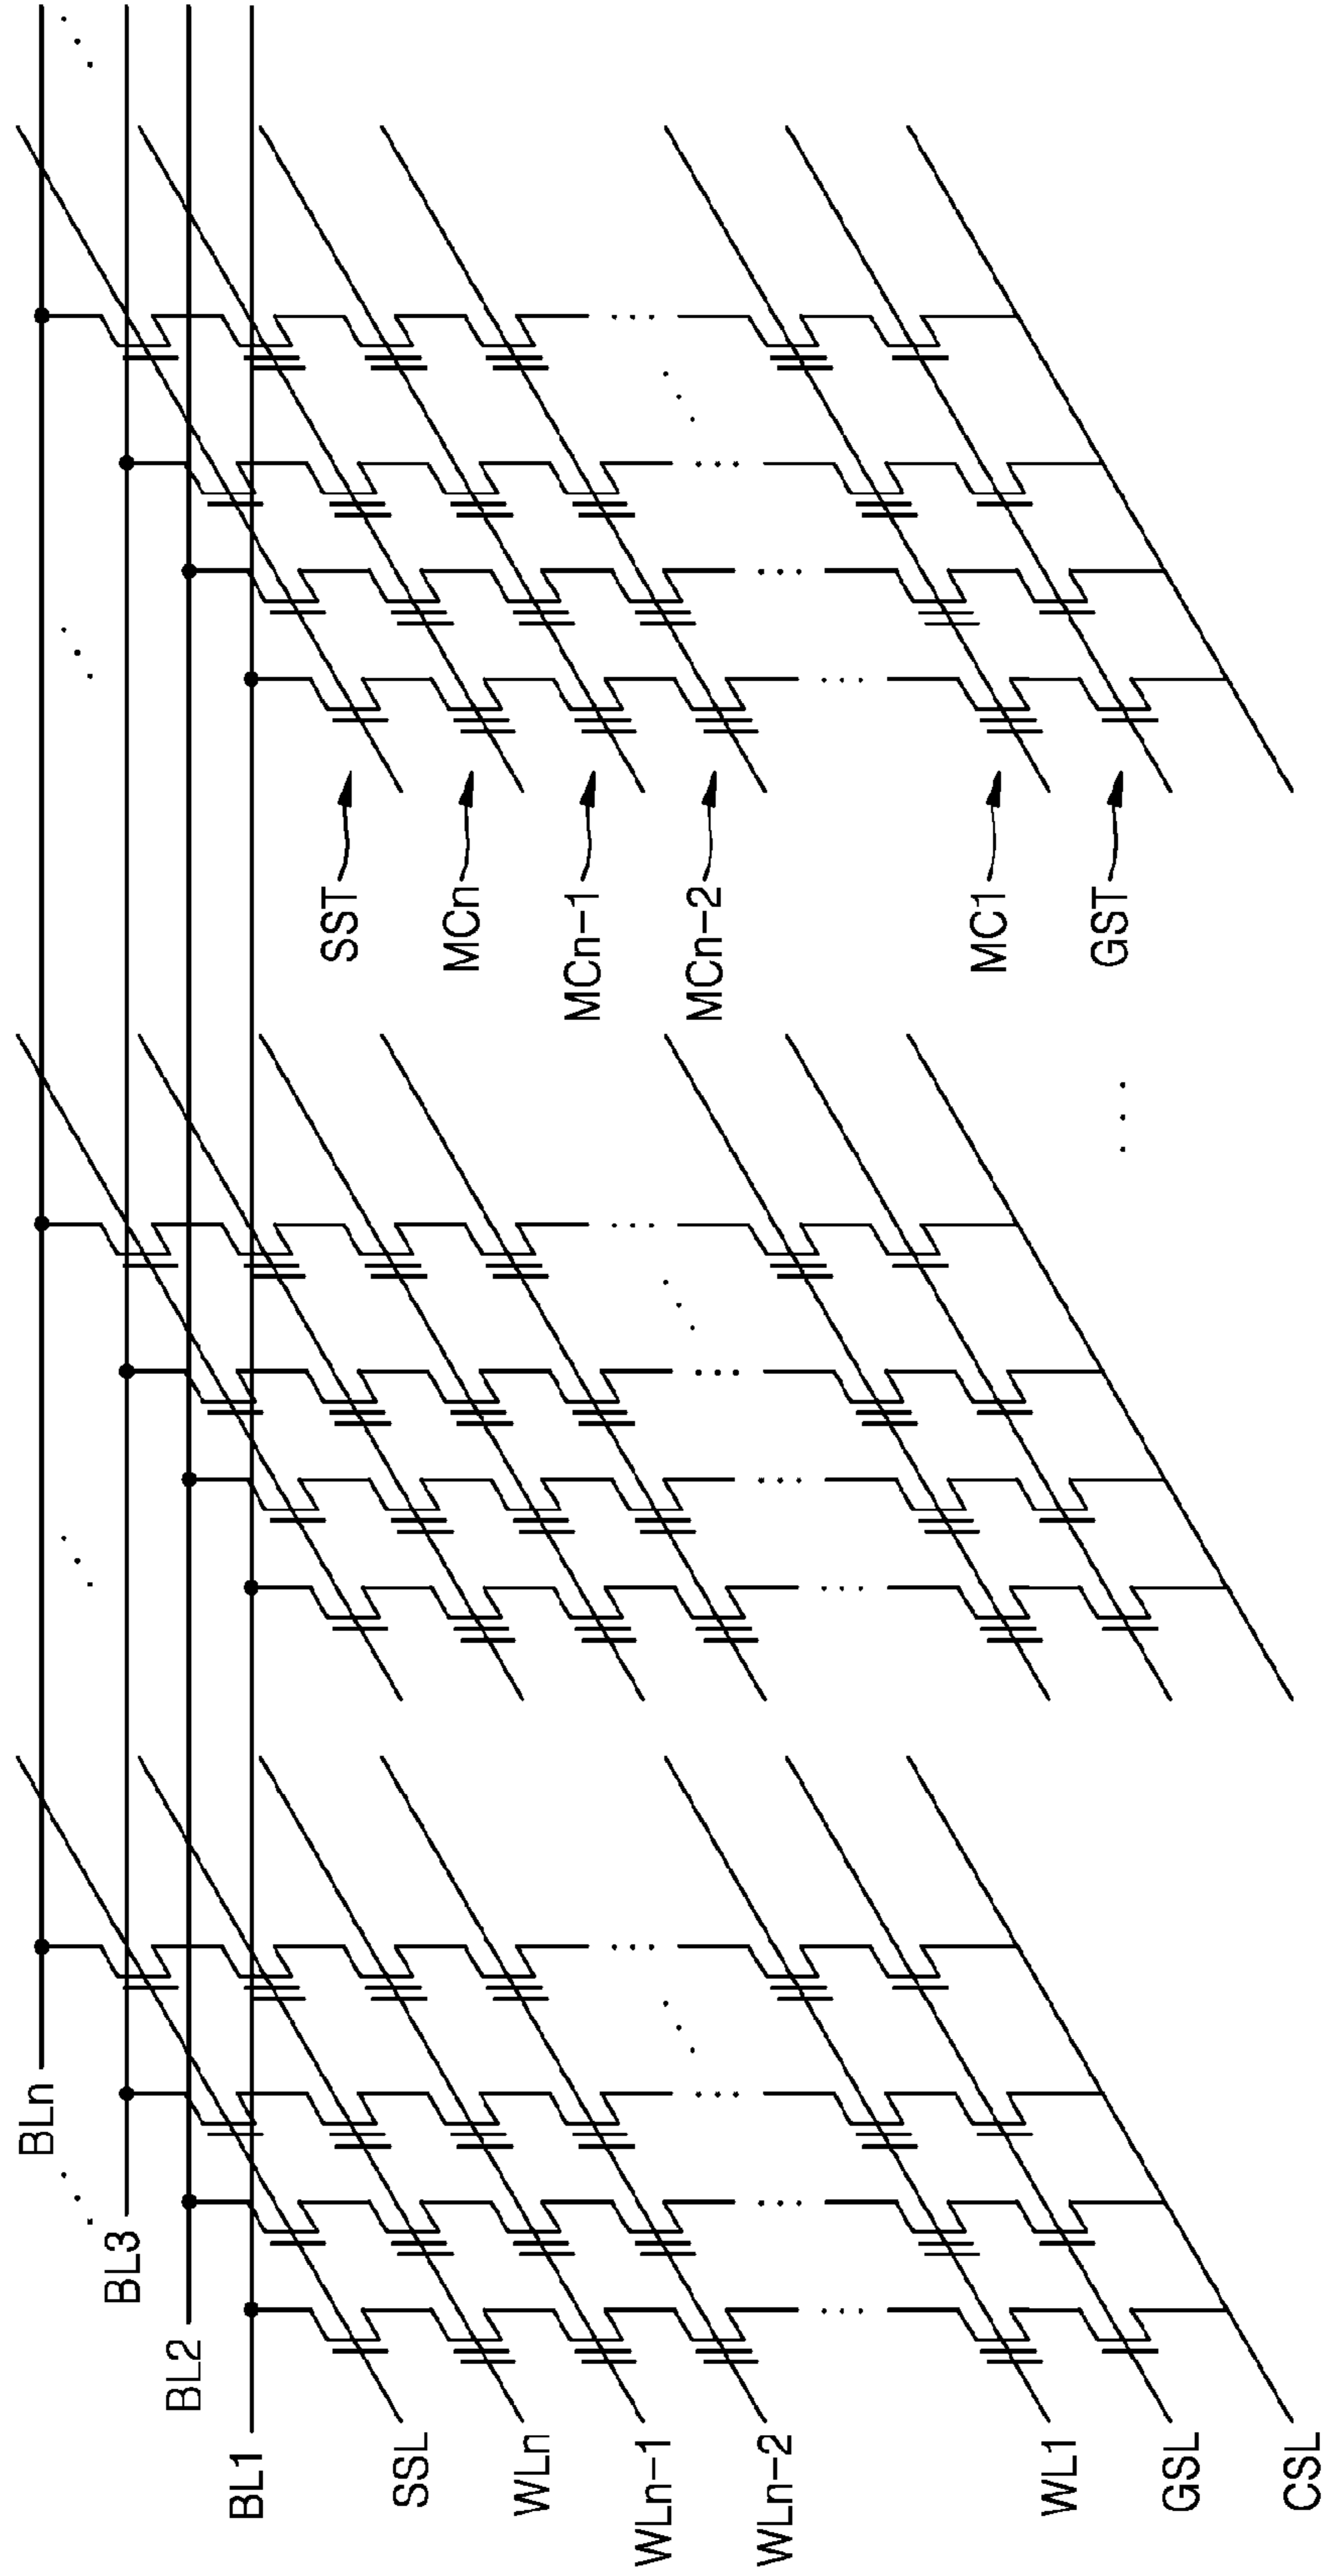 BLn
BL3
BL2
BL1
SSL
WLn
WLn-1
WLn-2
WL1
GSL
CSL
SST
MCn
MCn-1
MCn-2
MC1
GST